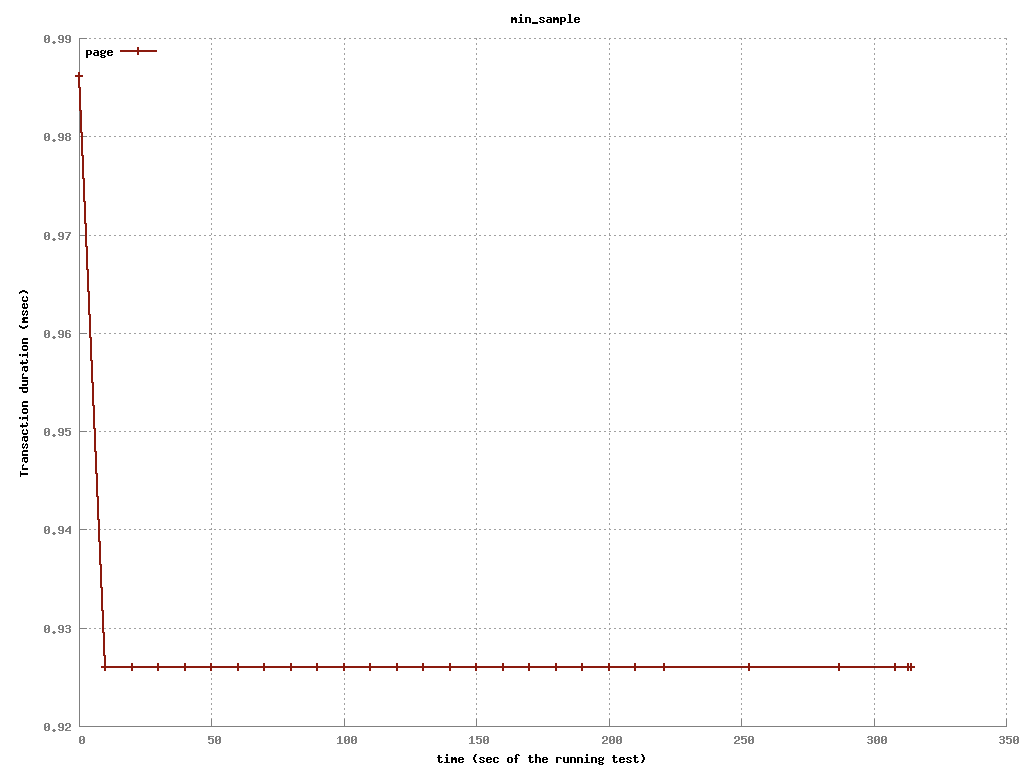 min_sample
0.99
page
0.98
0.97
0.96
0.95
0.94
0.93
0.92
Transaction duration (msec)
0 50 100 150 200 250 300 350
time (sec of the running test)